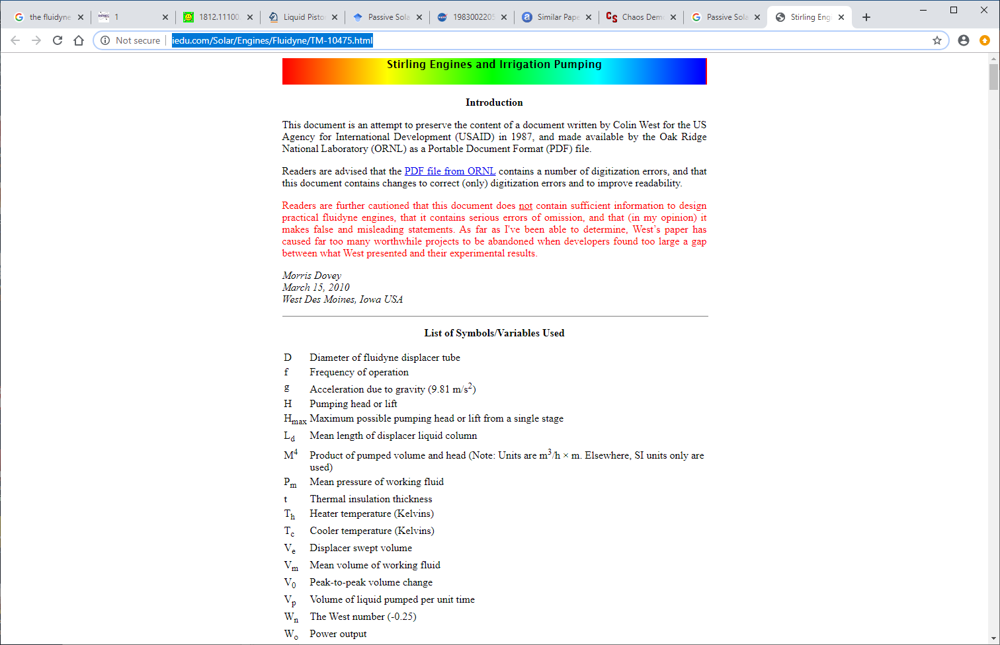 the fluidyne
1
1812.11100
Liquid Pisto
Passive Sola
1983002205
Similar Pape
Chaos Dem
Passive Sola
Stirling Eng
Not secure
iedu.com/Solar/Engines/Fluidyne/TM-10475.html
Stirling Engines and Irrigation Pumping
Introduction
This document is an attempt to preserve the content of a document written by Colin West for the US
Agency for International Development (USAID) in 1987, and made available by the Oak Ridge
National Laboratory (ORNL) as a Portable Document Format (PDF) file.
Readers are advised that the PDF file from ORNL contains a number of digitization errors, and that
this document contains changes to correct (only) digitization errors and to improve readability.
Readers are further cautioned that this document does not contain sufficient information to design
practical fluidyne engines, that it contains serious errors of omission, and that (in my opinion) it
makes false and misleading statements. As far as I've been able to determine, West’s paper has
caused far too many worthwhile projects to be abandoned when developers found too large a gap
between what West presented and their experimental results.
Morris Dovey
March 15, 2010
West Des Moines, Iowa USA
List of Symbols/Variables Used
D Diameter of fluidyne displacer tube
f Frequency of operation
g Acceleration due to gravity (9.81 m/s2)
H Pumping head or lift
Hmax Maximum possible pumping head or lift from a single stage
Ld Mean length of displacer liquid column
M4 Product of pumped volume and head (Note: Units are m3/h × m. Elsewhere, SI units only are
used)
Pm Mean pressure of working fluid
t Thermal insulation thickness
Th Heater temperature (Kelvins)
Tc Cooler temperature (Kelvins)
Ve Displacer swept volume
Vm Mean volume of working fluid
V0 Peak-to-peak volume change
Vp Volume of liquid pumped per unit time
Wn The West number (-0.25)
Wo Power output